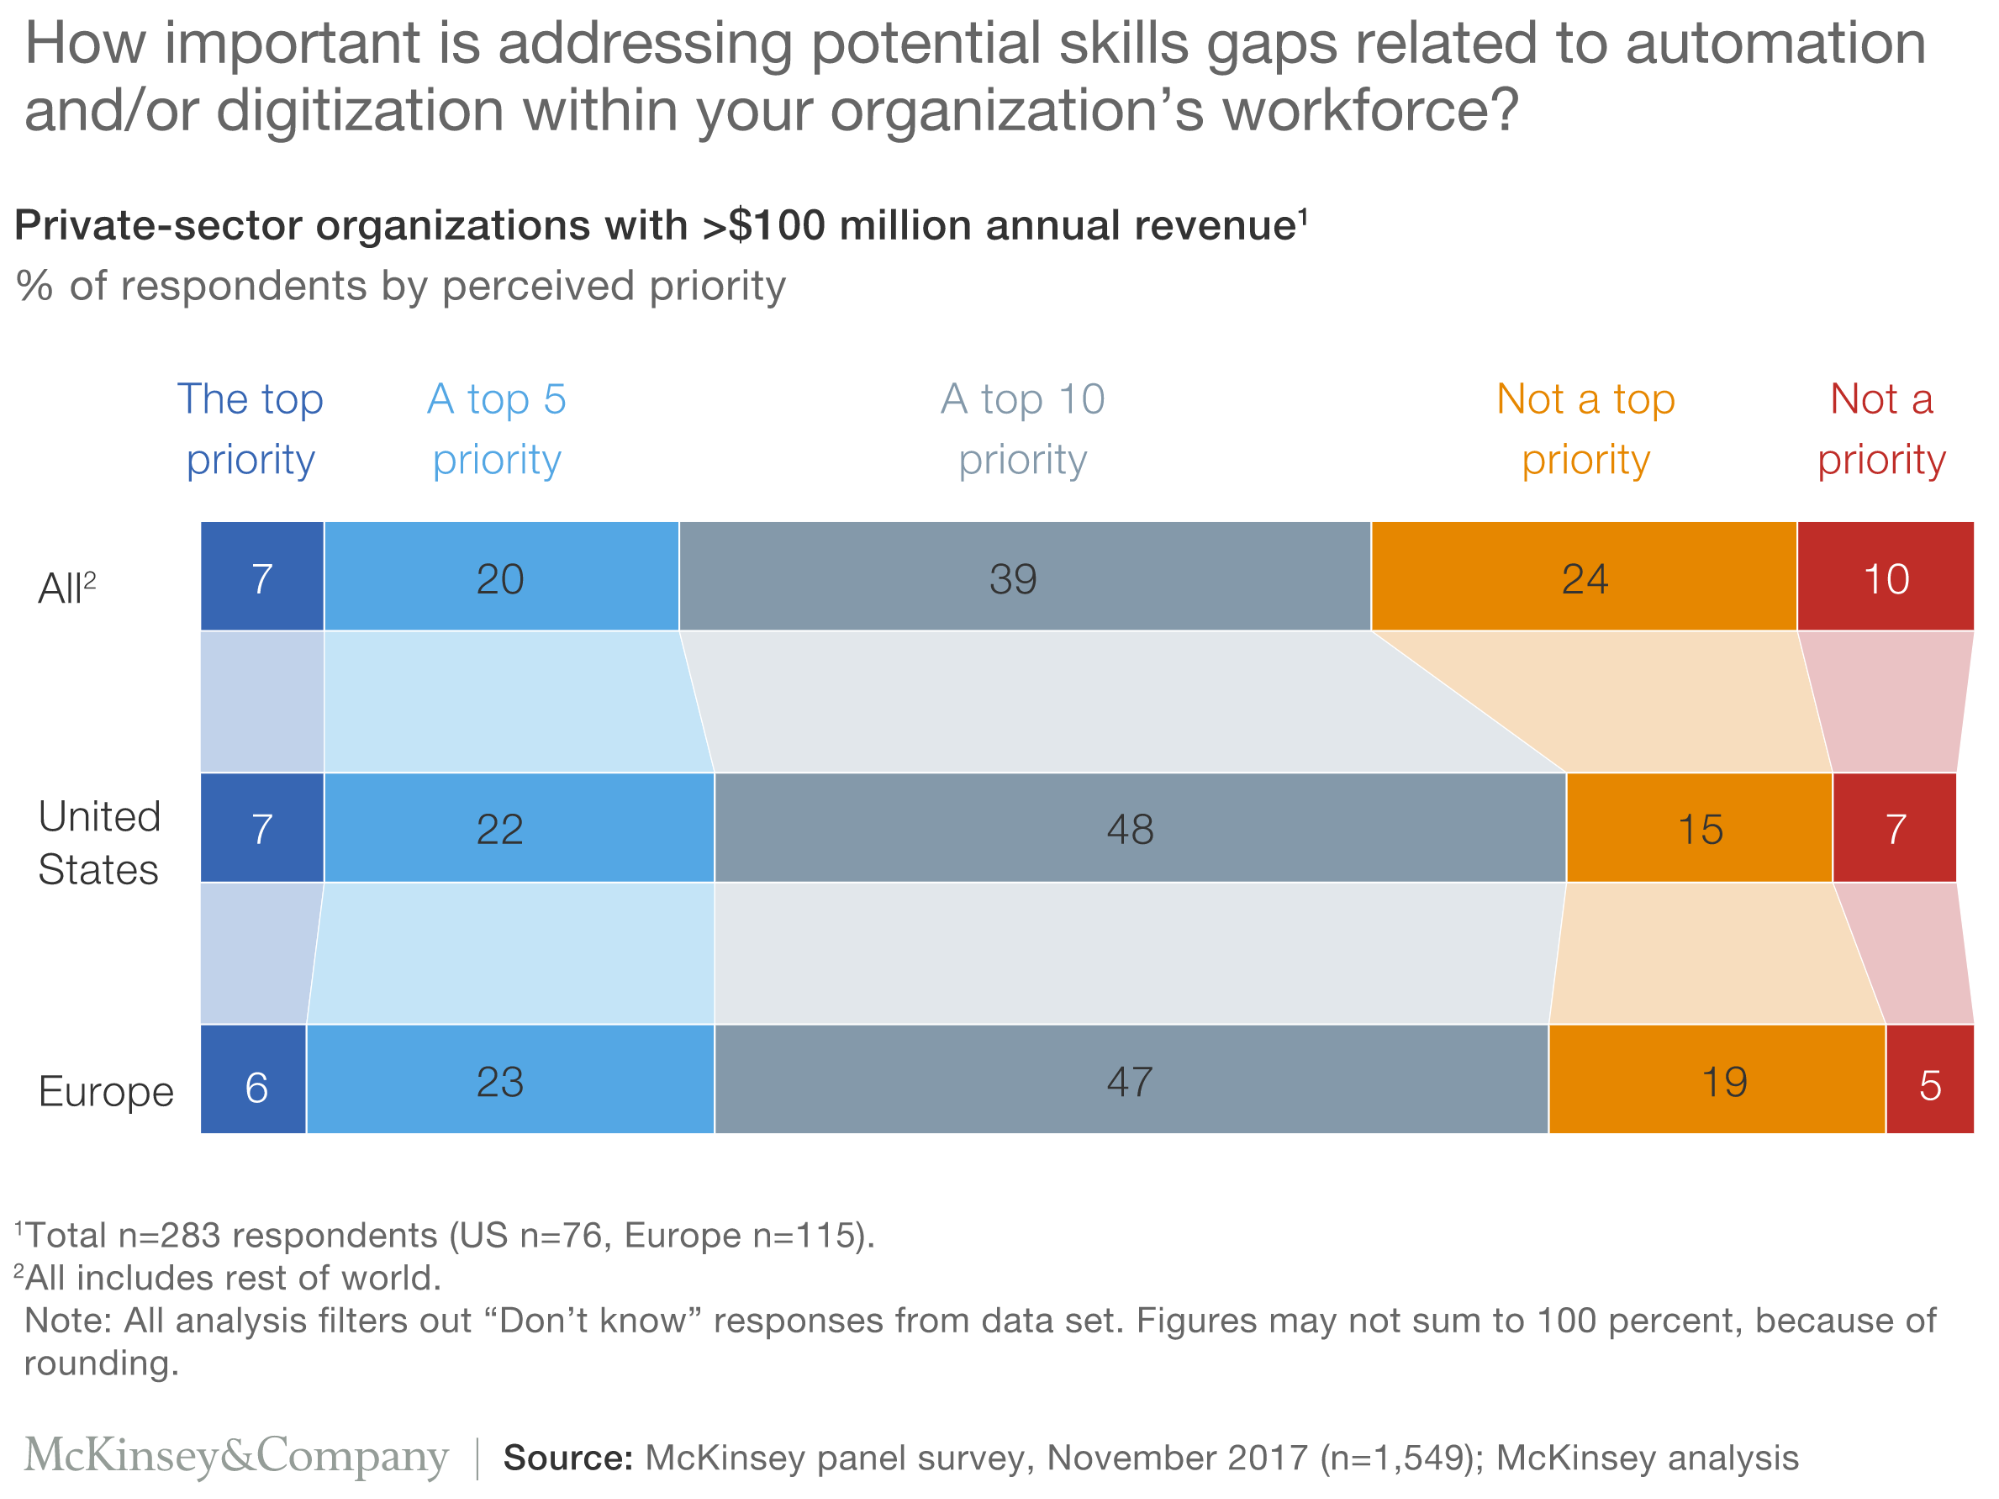 How important is addressing potential skills gaps related to automation
and/or digitization within your organization’s workforce?
Private-sector organizations with >$100 million annual revenue¹
% of respondents by perceived priority
The top
priority
A top 5
priority
A top 10
priority
Not a top
priority
Not a
priority
All² 7 20 39 24 10
United
States
7 22 48 15 7
Europe 6 23 47 19 5
¹Total n=283 respondents (US n=76, Europe n=115).
²All includes rest of world.
Note: All analysis filters out “Don’t know” responses from data set. Figures may not sum to 100 percent, because of
rounding.
McKinsey&Company | Source: McKinsey panel survey, November 2017 (n=1,549); McKinsey analysis